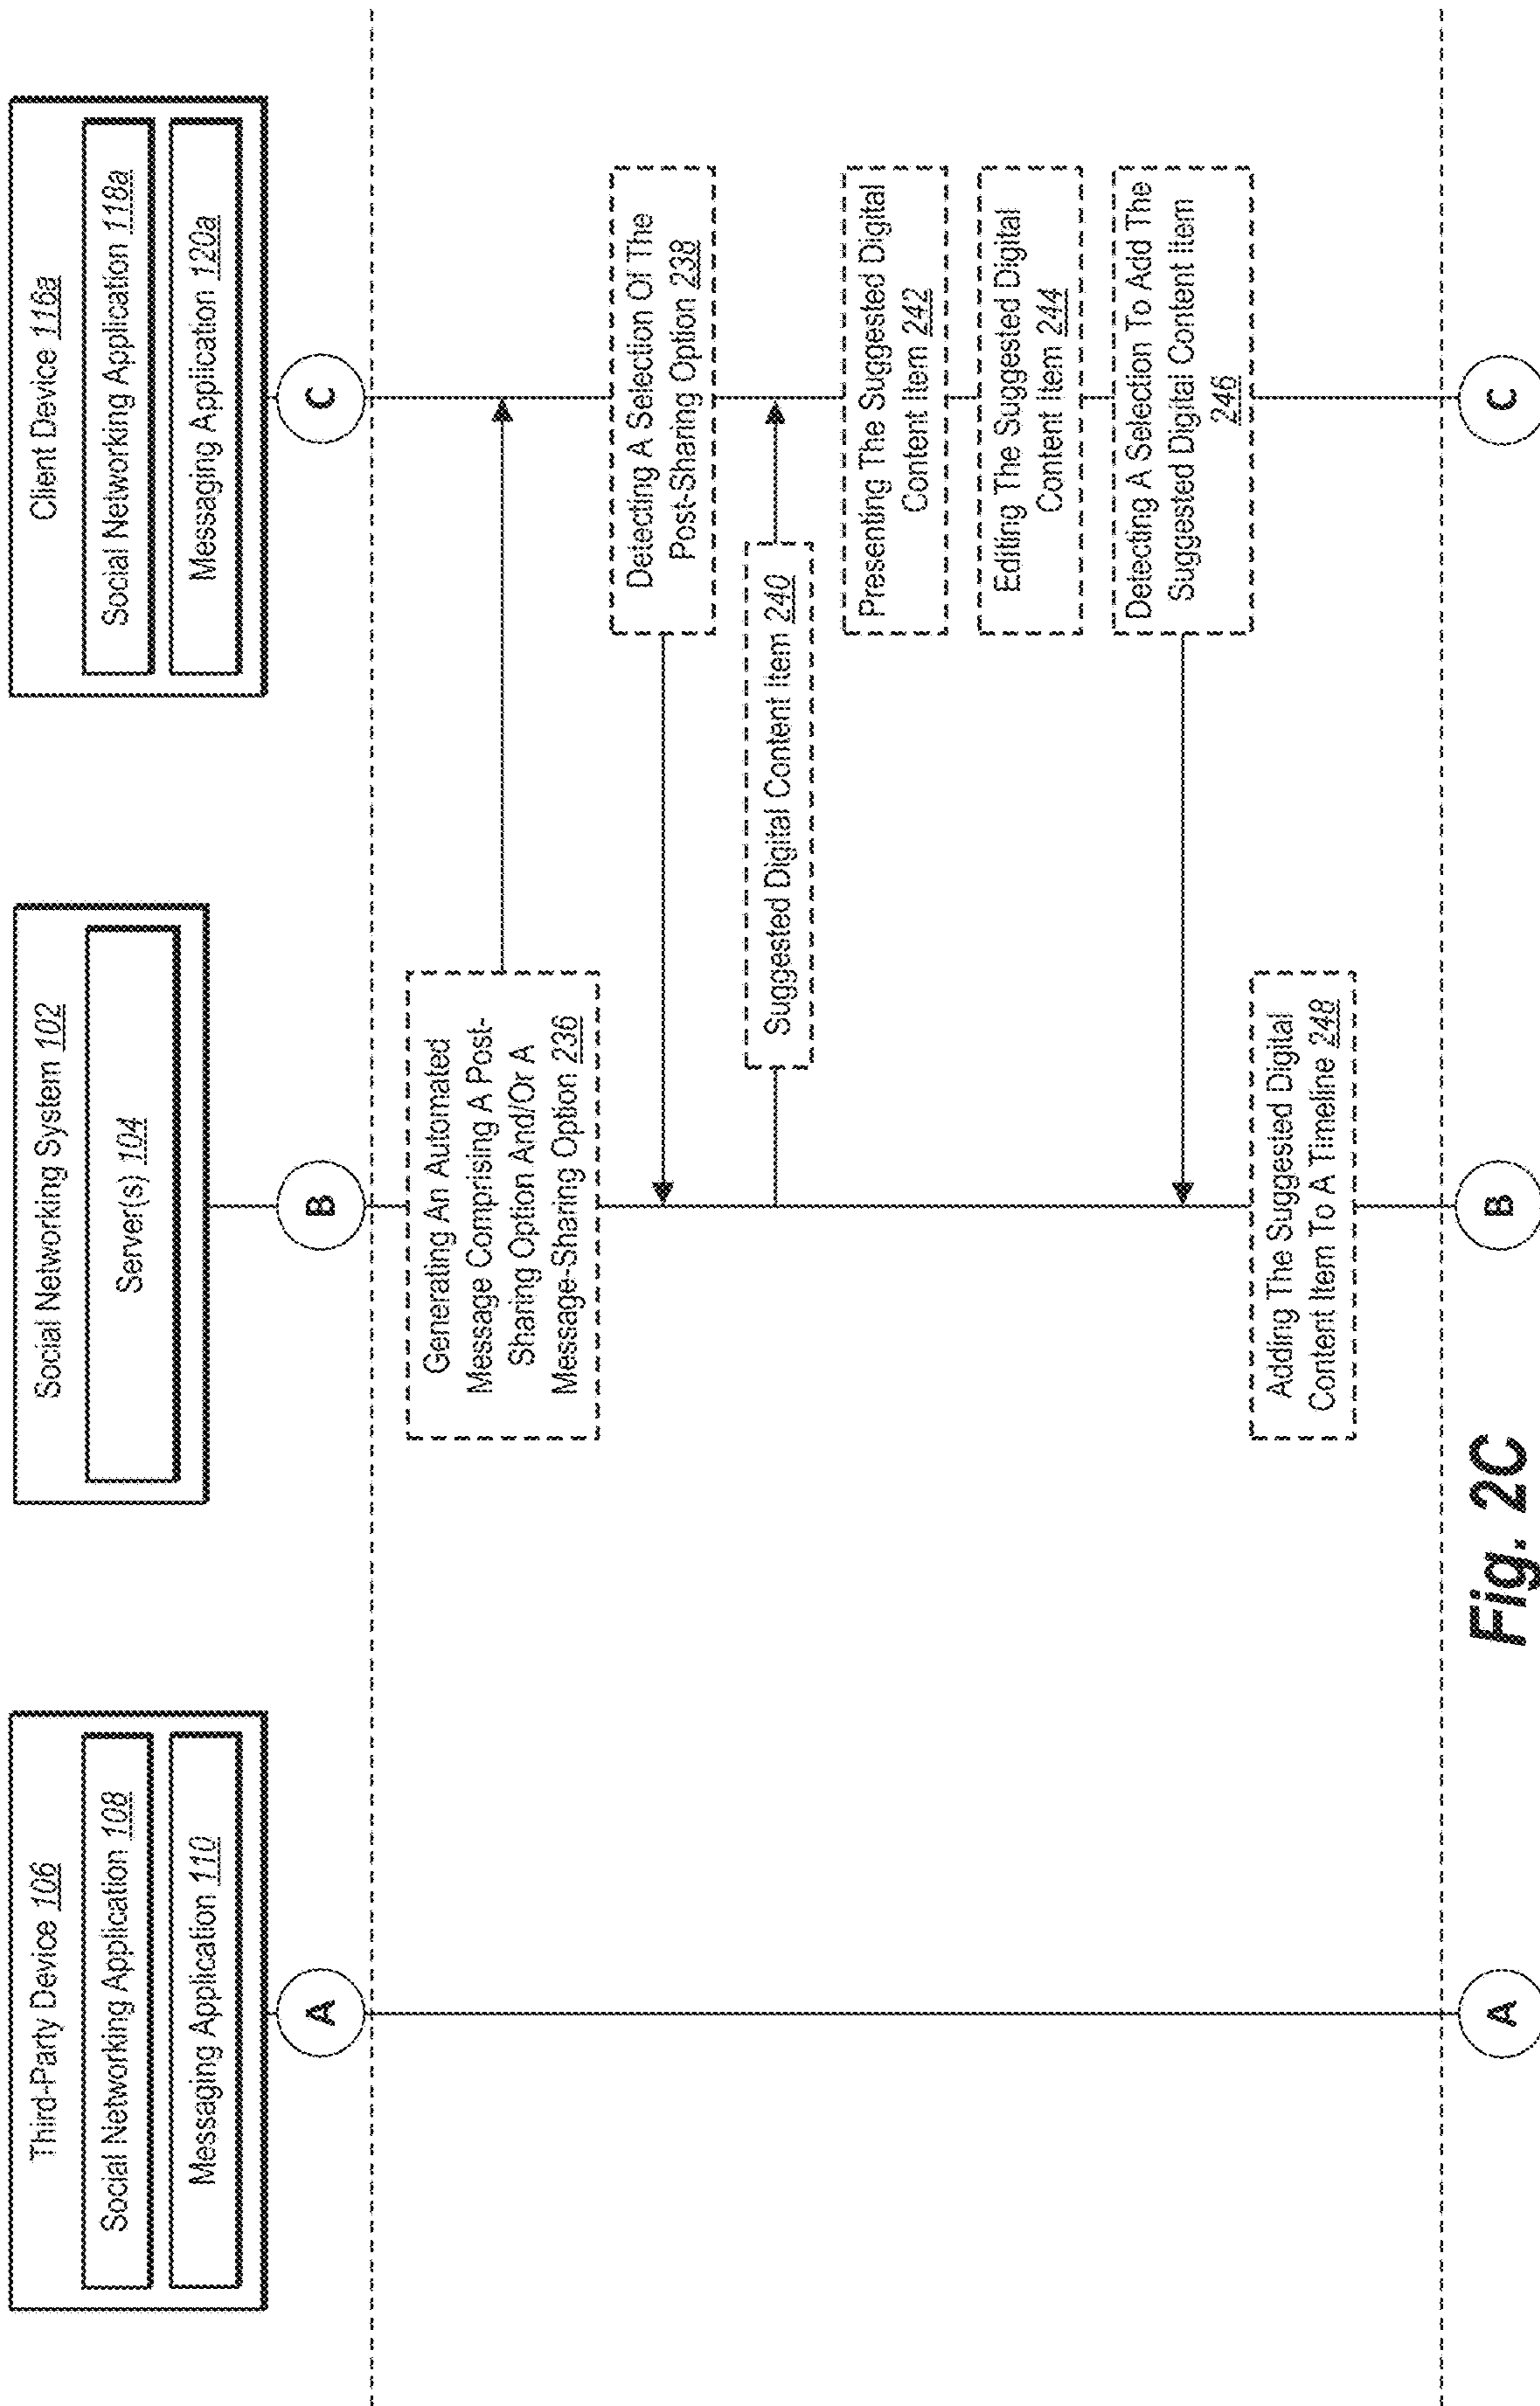 Third-Party Device 106
Social Networking Application 108
Messaging Application 110
Social Networking System 102
Server(s) 104
Client Device 116a
Social Networking Application 118a
Messaging Application 120a
A
B
C
Generating An Automated
Message Comprising A Post-
Sharing Option And/Or A
Message-Sharing Option 236
Detecting A Selection Of The
Post-Sharing Option 238
Suggested Digital Content Item 240
Presenting The Suggested Digital
Content Item 242
Editing The Suggested Digital
Content Item 244
Detecting A Selection To Add The
Suggested Digital Content Item
246
Adding The Suggested Digital
Content Item To A Timeline 248
A
B
C
Fig. 2C